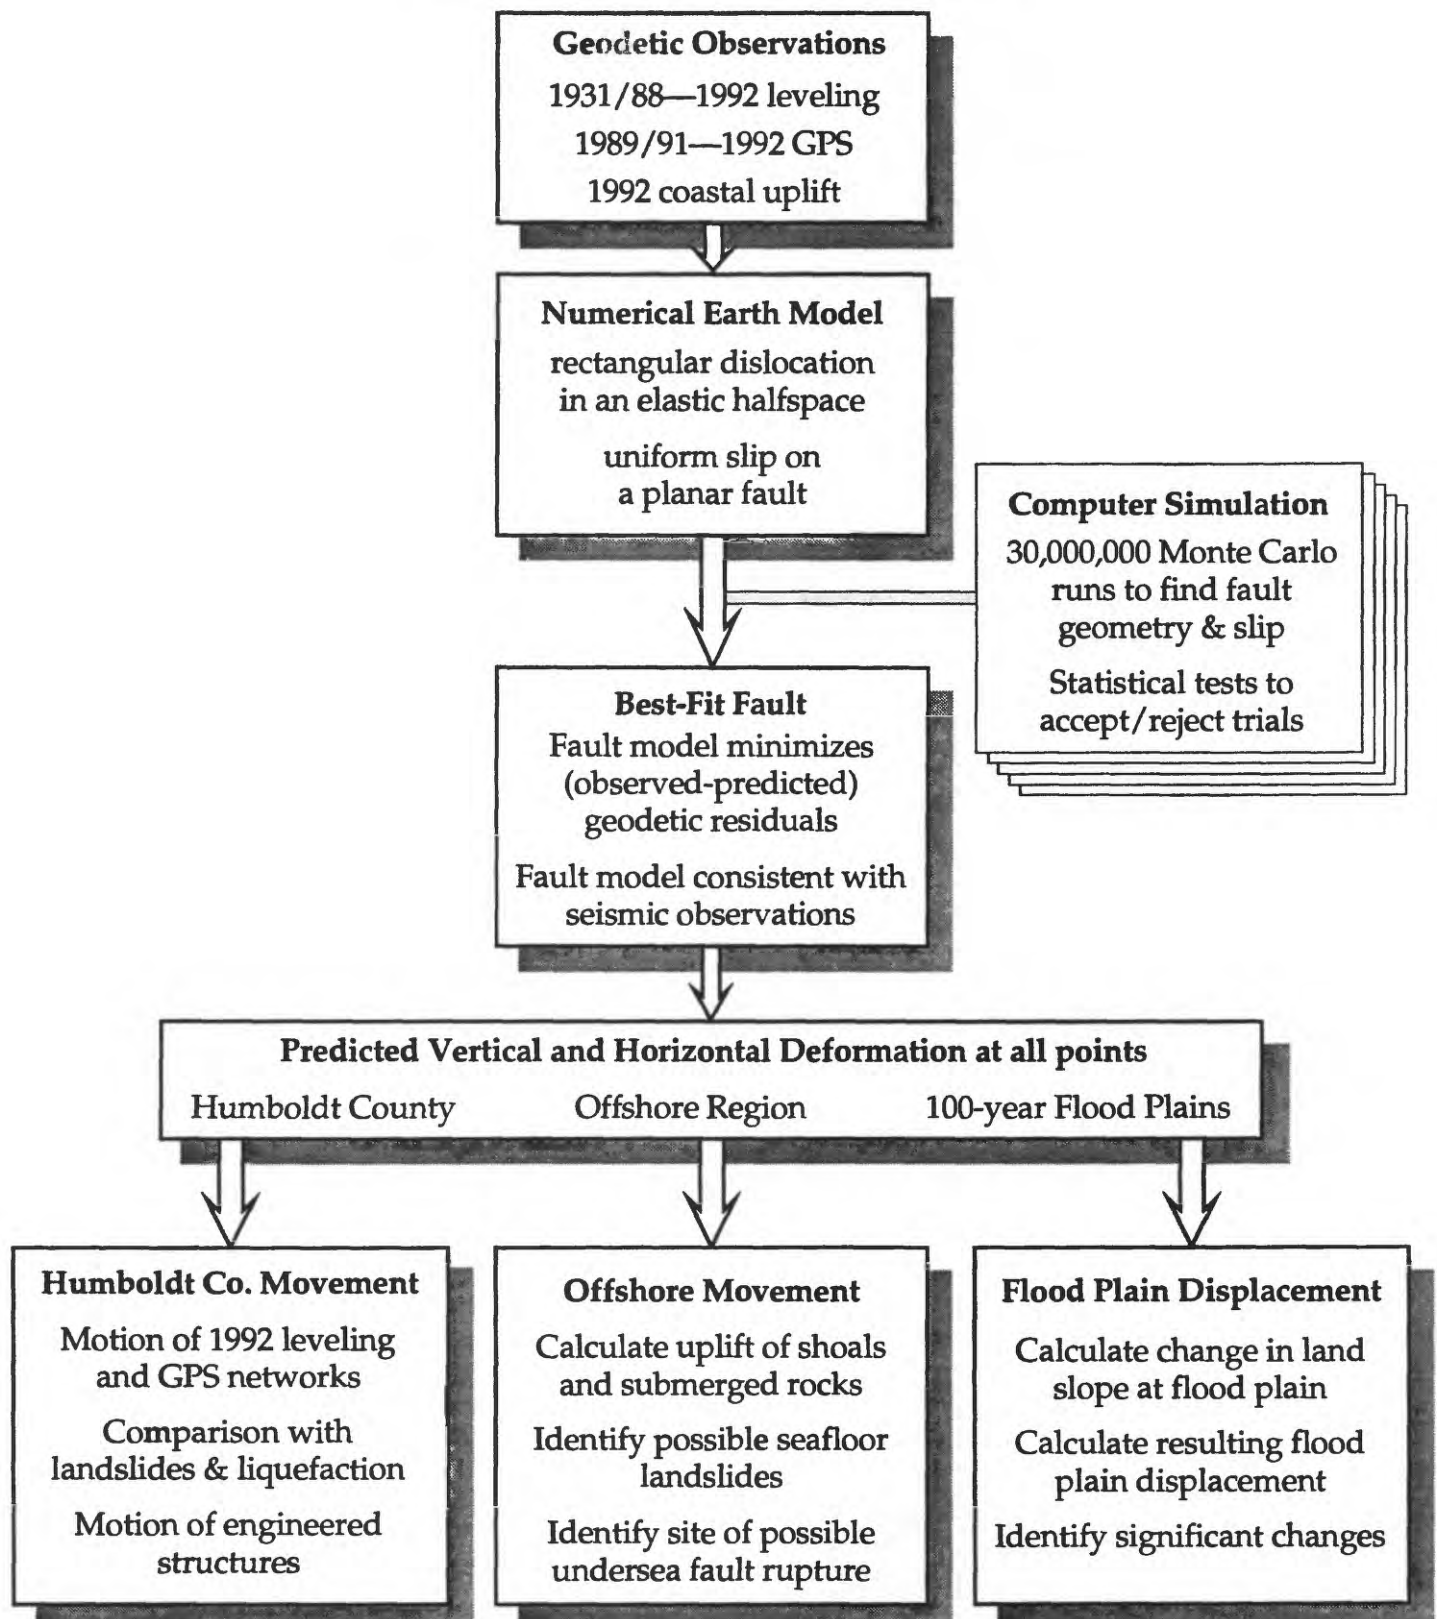 Geodetic Observations
1931/88—1992 leveling
1989/91—1992 GPS
1992 coastal uplift
Numerical Earth Model
rectangular dislocation
in an elastic halfspace
uniform slip on
a planar fault
Computer Simulation
30,000,000 Monte Carlo
runs to find fault
geometry & slip
Statistical tests to
accept/reject trials
Best-Fit Fault
Fault model minimizes
(observed-predicted)
geodetic residuals
Fault model consistent with
seismic observations
Predicted Vertical and Horizontal Deformation at all points
Humboldt County Offshore Region 100-year Flood Plains
Humboldt Co. Movement
Motion of 1992 leveling
and GPS networks
Comparison with
landslides & liquefaction
Motion of engineered
structures
Offshore Movement
Calculate uplift of shoals
and submerged rocks
Identify possible seafloor
landslides
Identify site of possible
undersea fault rupture
Flood Plain Displacement
Calculate change in land
slope at flood plain
Calculate resulting flood
plain displacement
Identify significant changes